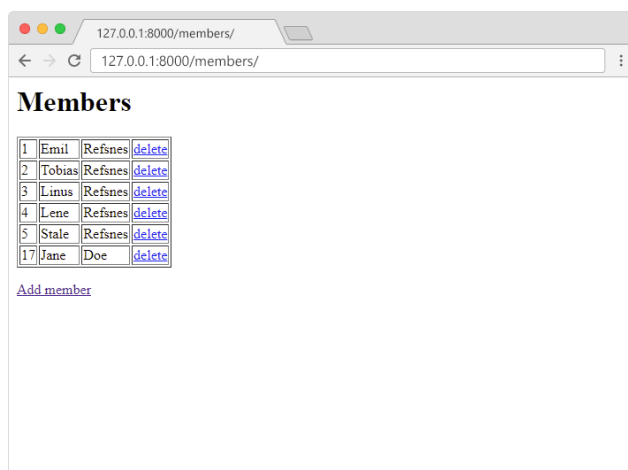 127.0.0.1:8000/members/
127.0.0.1:8000/members/
Members
1 Emil Refsnes delete
2 Tobias Refsnes delete
3 Linus Refsnes delete
4 Lene Refsnes delete
5 Stale Refsnes delete
17 Jane Doe delete
Add member